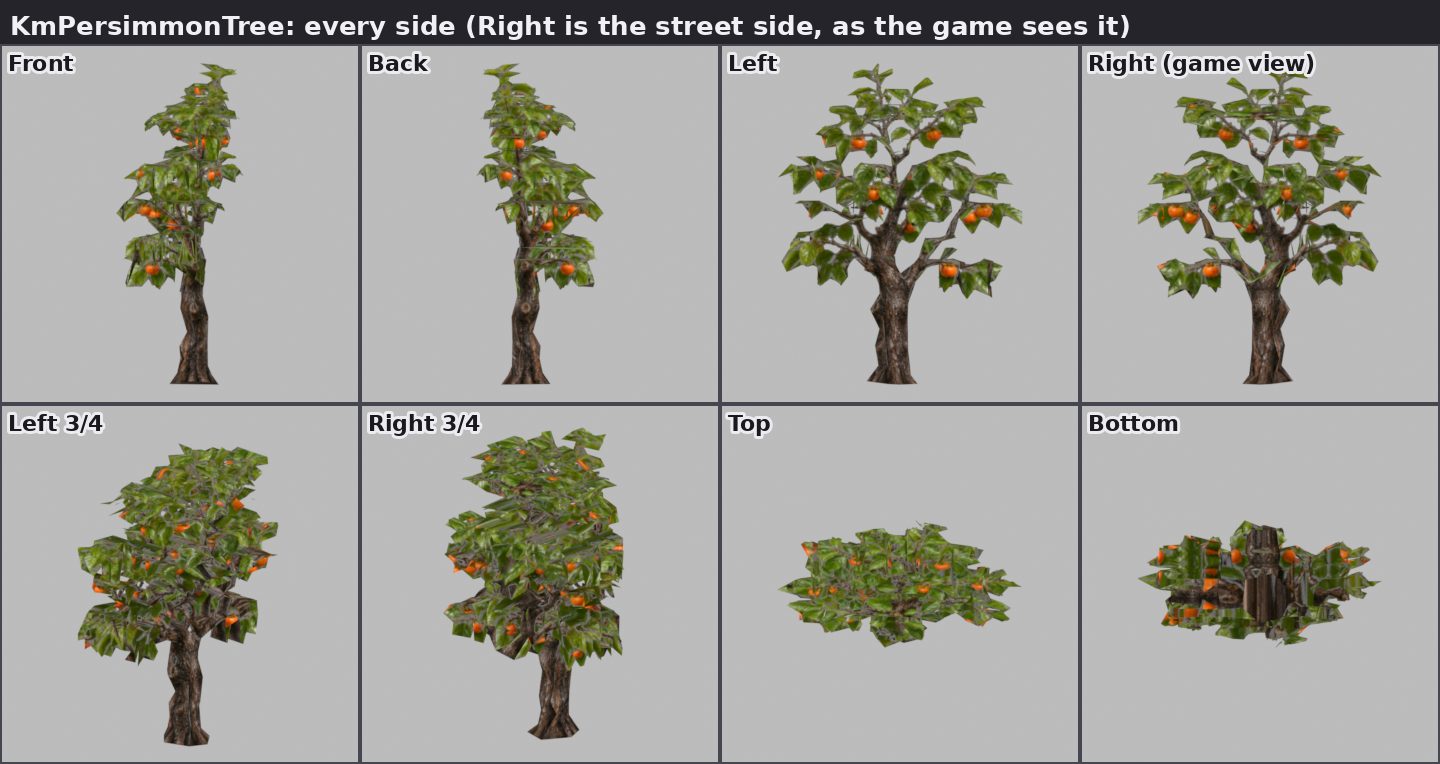 KmPersimmonTree: every side (Right is the street side, as the game sees it)
Front
Back
Left
Right (game view)
Left 3/4
Right 3/4
Top
Bottom